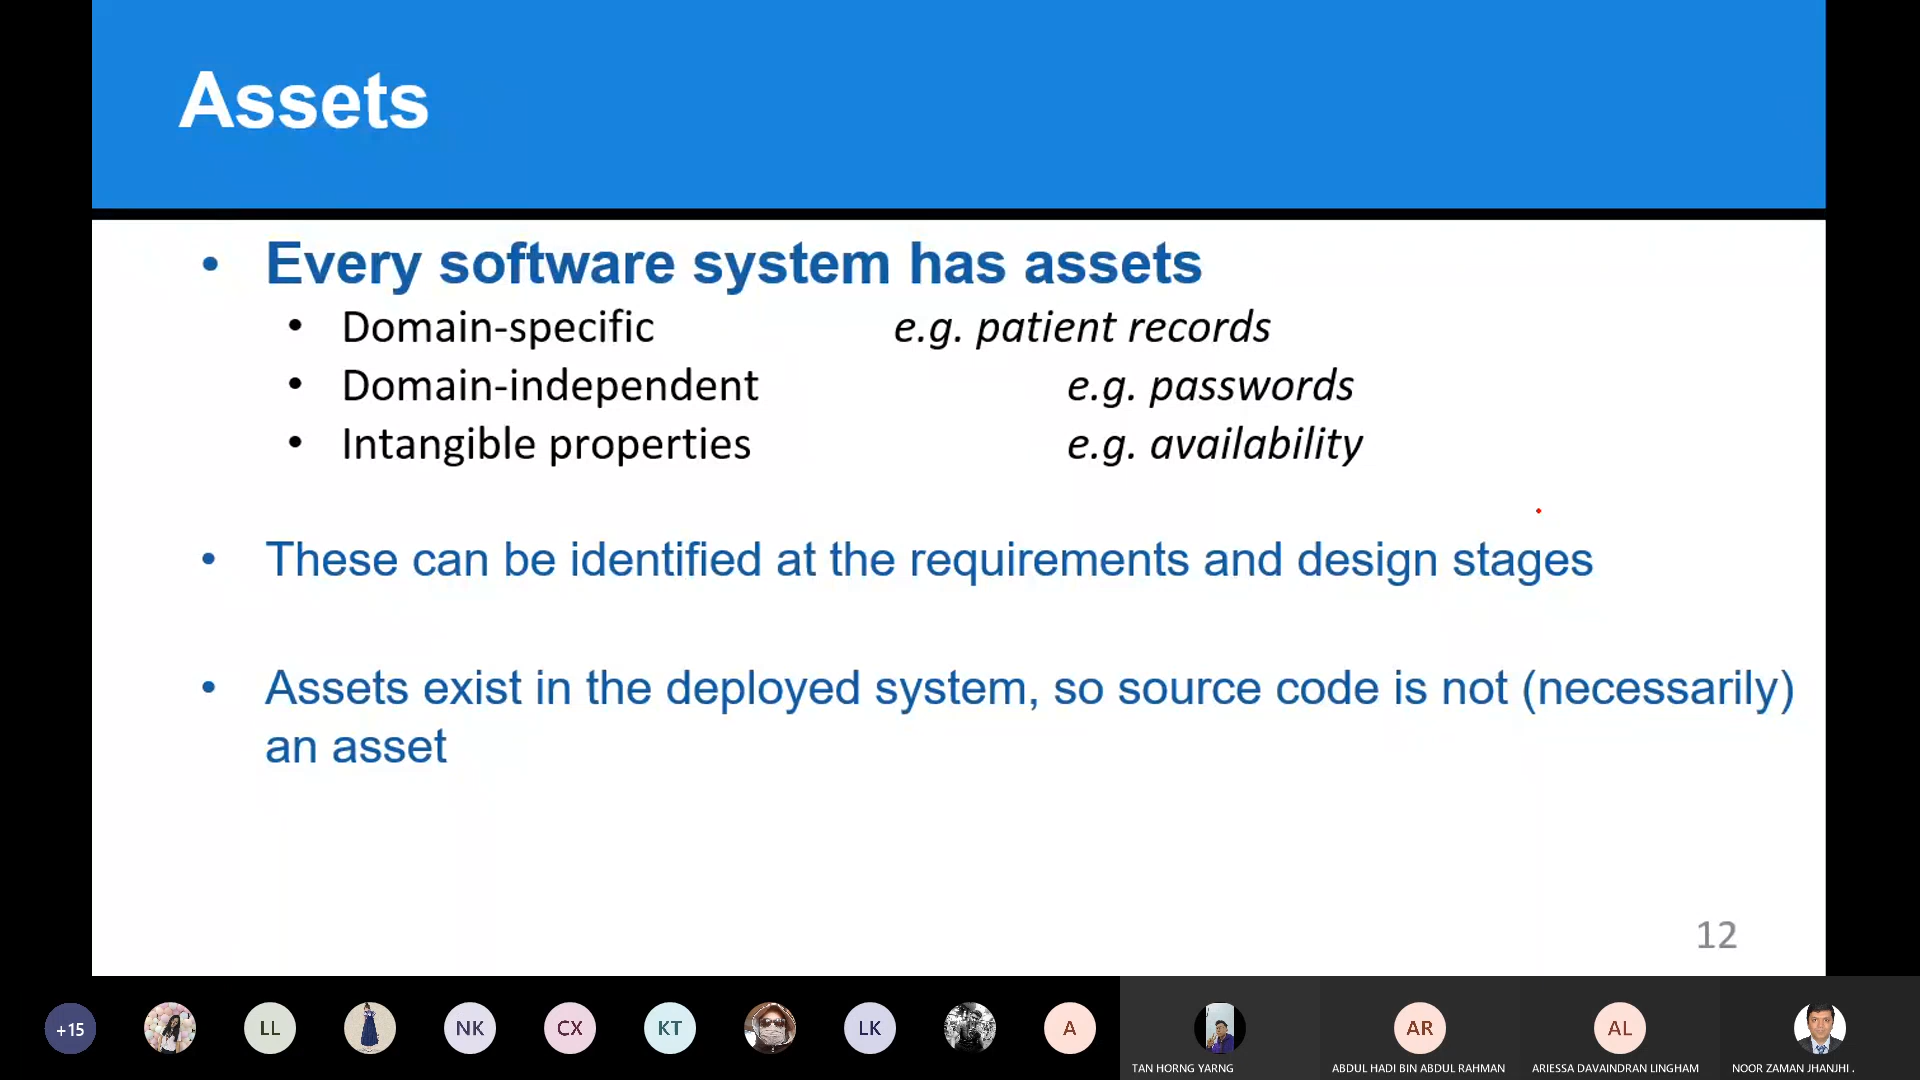 Assets
• Every software system has assets
• Domain-specific e.g. patient records
• Domain-independent e.g. passwords
• Intangible properties e.g. availability
• These can be identified at the requirements and design stages
• Assets exist in the deployed system, so source code is not (necessarily)
an asset
12
+15 LL NK CX KT LK A AR AL
TAN HORNG YARNG ABDUL HADI BIN ABDUL RAHMAN ARIESSA DAVAINDRAN LINGHAM NOOR ZAMAN JHANJHI .